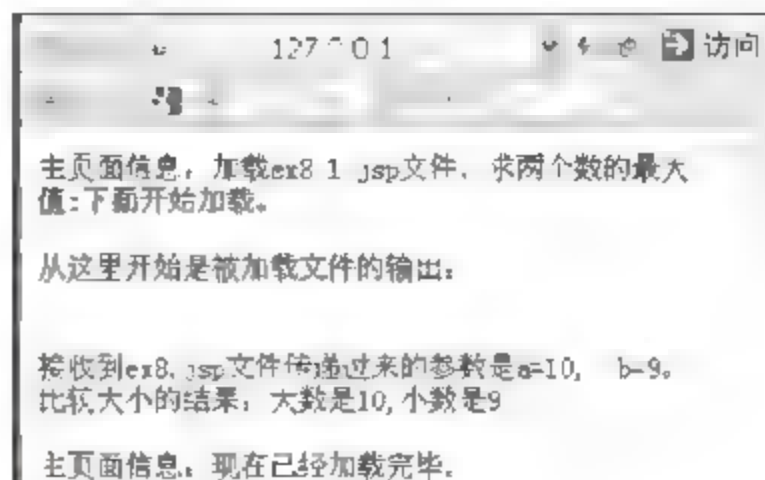 127.0.0.1 访问
主页面信息: 加载ex8_1.jsp文件, 求两个数的最大
值:下面开始加载。
从这里开始是被加载文件的输出:
接收到ex8.jsp文件传递过来的参数是a=10, b=9。
比较大小的结果: 大数是10,小数是9
主页面信息: 现在已经加载完毕.